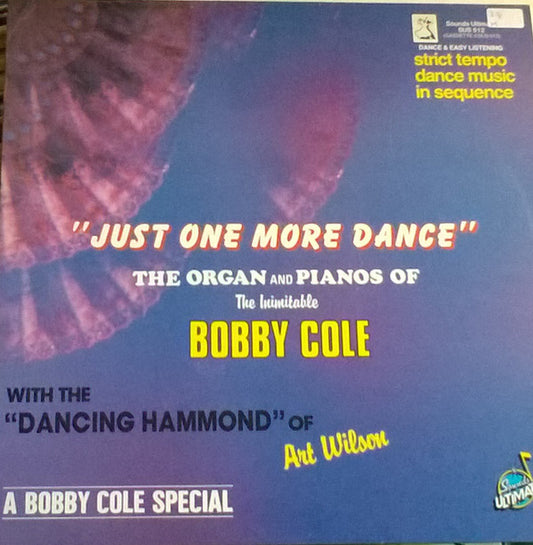 Sounds Ultimate
SUS 512
DANCE & EASY LISTENING
strict tempo
dance music
in sequence
"JUST ONE MORE DANCE"
THE ORGAN AND PIANOS OF
The Inimitable
BOBBY COLE
WITH THE
"DANCING HAMMOND" OF
Art Wilson
A BOBBY COLE SPECIAL
Sounds
ULTIMATE